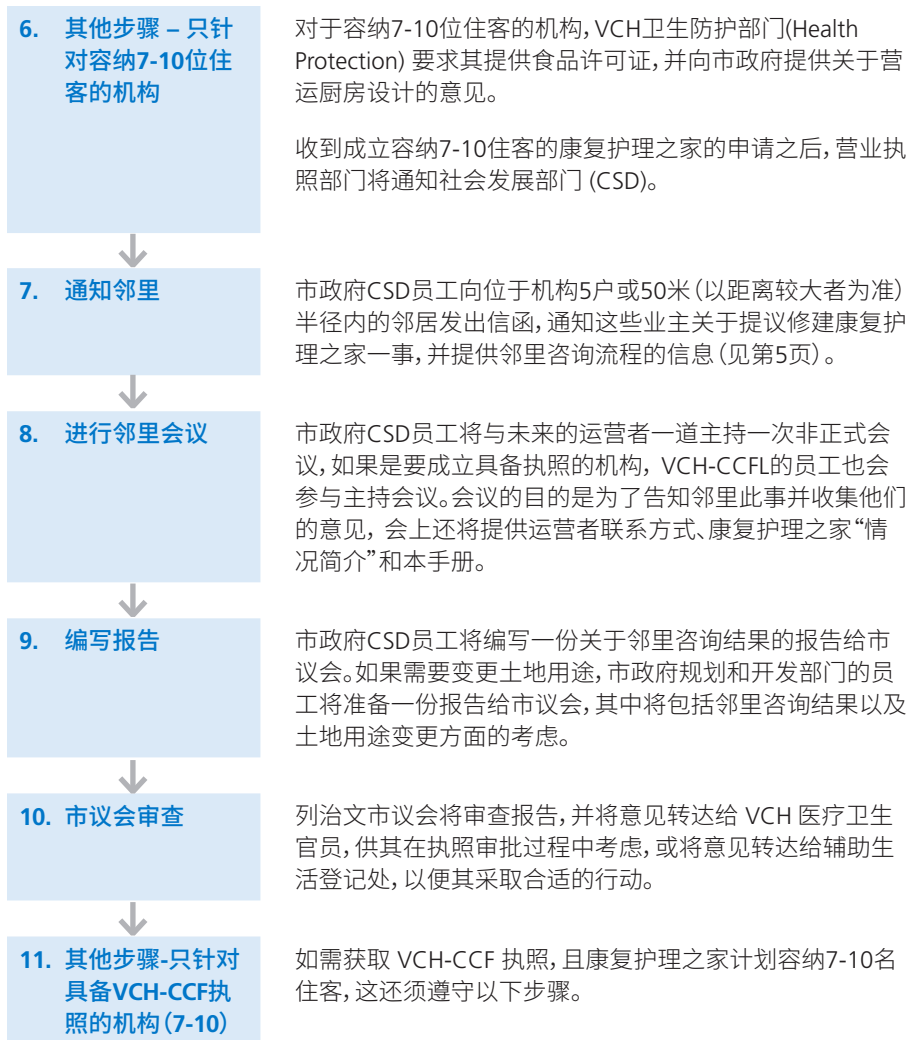 6. 其他步骤 – 只针
对容纳7-10位住
客的机构
对于容纳7-10位住客的机构，VCH卫生防护部门(Health
Protection) 要求其提供食品许可证，并向市政府提供关于营
运厨房设计的意见。
收到成立容纳7-10住客的康复护理之家的申请之后，营业执
照部门将通知社会发展部门 (CSD)。
7. 通知邻里
市政府CSD员工向位于机构5户或50米（以距离较大者为准）
半径内的邻居发出信函，通知这些业主关于提议修建康复护
理之家一事，并提供邻里咨询流程的信息（见第5页）。
8. 进行邻里会议
市政府CSD员工将与未来的运营者一道主持一次非正式会
议，如果是要成立具备执照的机构， VCH-CCFL的员工也会
参与主持会议。会议的目的是为了告知邻里此事并收集他们
的意见， 会上还将提供运营者联系方式、康复护理之家“情
况简介”和本手册。
9. 编写报告
市政府CSD员工将编写一份关于邻里咨询结果的报告给市
议会。如果需要变更土地用途，市政府规划和开发部门的员
工将准备一份报告给市议会，其中将包括邻里咨询结果以及
土地用途变更方面的考虑。
10. 市议会审查
列治文市议会将审查报告，并将意见转达给 VCH 医疗卫生
官员，供其在执照审批过程中考虑，或将意见转达给辅助生
活登记处，以便其采取合适的行动。
11. 其他步骤-只针对
具备VCH-CCF执
照的机构（7-10）
如需获取 VCH-CCF 执照，且康复护理之家计划容纳7-10名
住客，这还须遵守以下步骤。